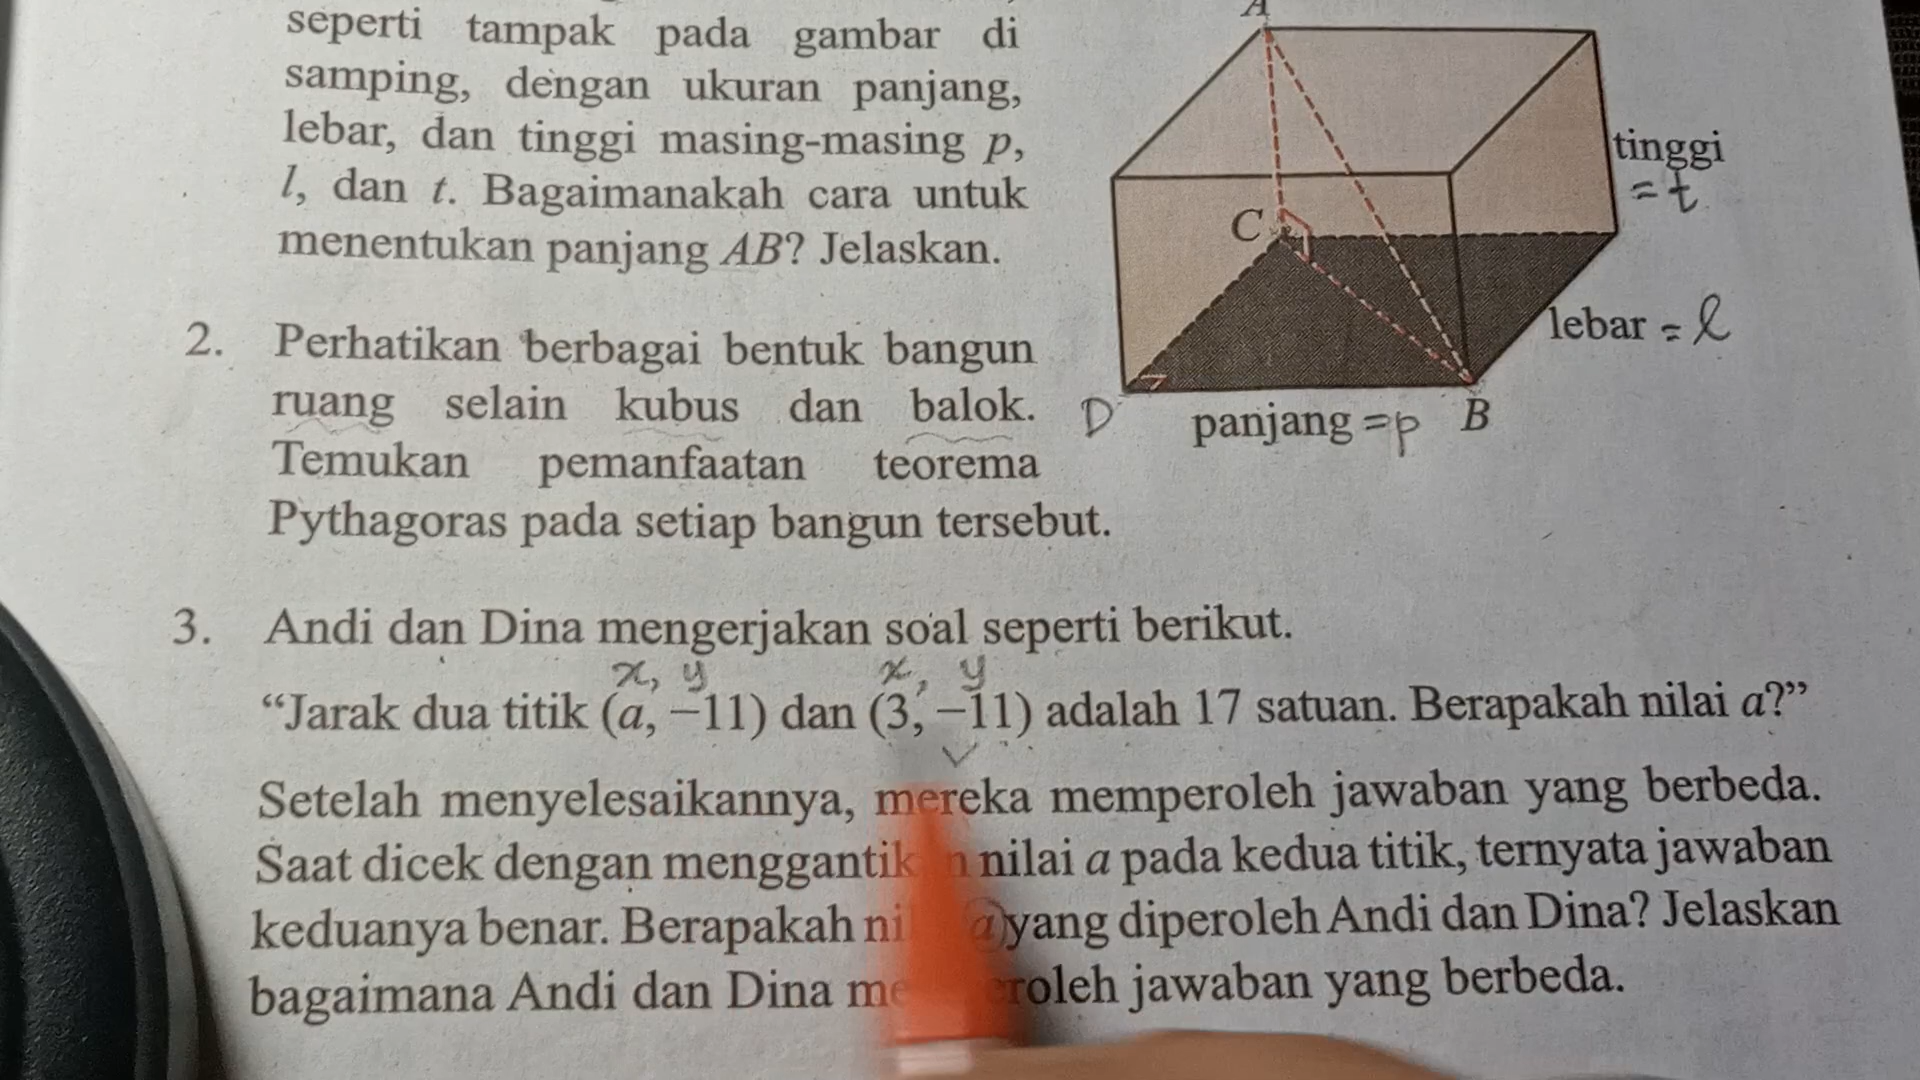 seperti tampak pada gambar di
samping, dengan ukuran panjang,
lebar, dan tinggi masing-masing p,
l, dan t. Bagaimanakah cara untuk
menentukan panjang AB? Jelaskan.
A
tinggi
= t
C
lebar = l
D
panjang = p
B
2. Perhatikan berbagai bentuk bangun
ruang selain kubus dan balok.
Temukan pemanfaatan teorema
Pythagoras pada setiap bangun tersebut.
3. Andi dan Dina mengerjakan soal seperti berikut.
x, y x, y
“Jarak dua titik (a, −11) dan (3, −11) adalah 17 satuan. Berapakah nilai a?”
Setelah menyelesaikannya, mereka memperoleh jawaban yang berbeda.
Saat dicek dengan nilai a pada kedua titik, ternyata jawaban
keduanya benar. Berapakah a yang diperoleh Andi dan Dina? Jelaskan
bagaimana Andi dan Dina jawaban yang berbeda.